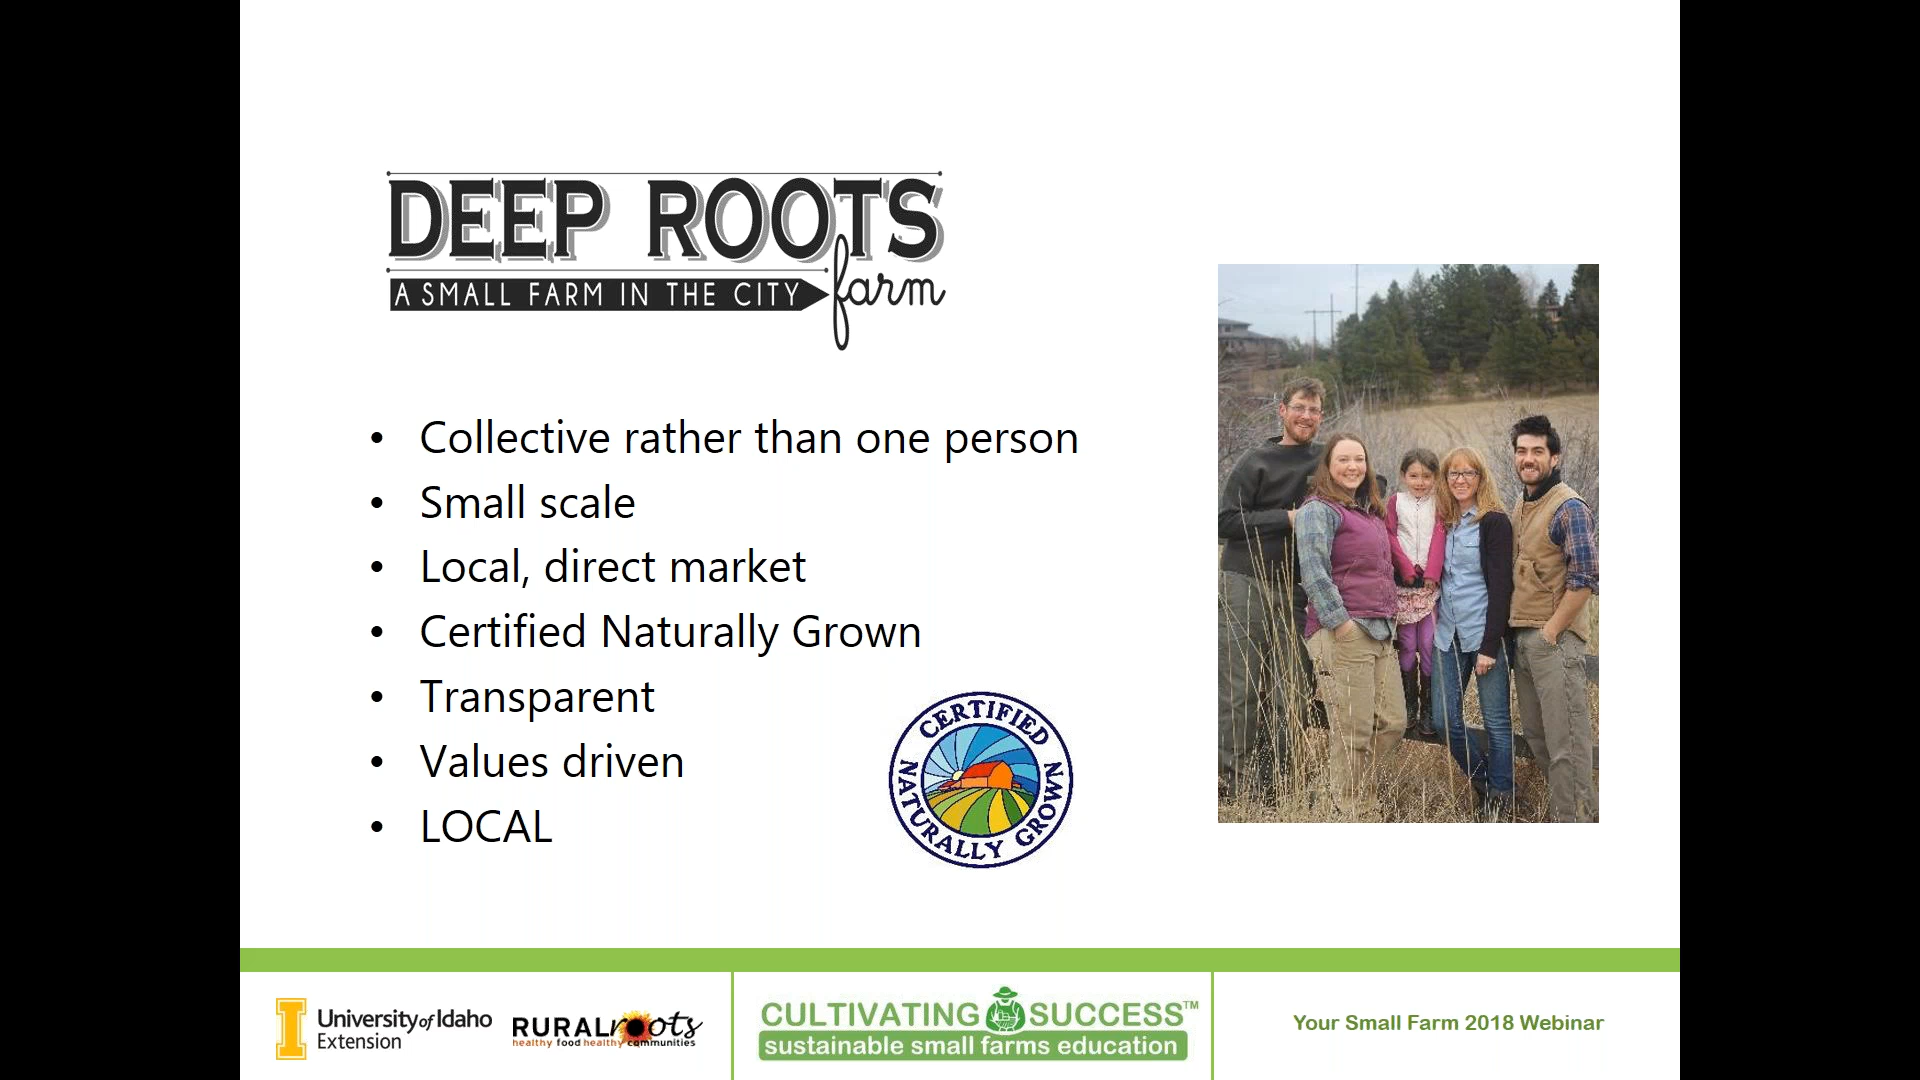 DEEP ROOTS
A SMALL FARM IN THE CITY farm
• Collective rather than one person
• Small scale
• Local, direct market
• Certified Naturally Grown
• Transparent
• Values driven
• LOCAL
CERTIFIED
NATURALLY GROWN
University of Idaho
Extension
RURALroots
healthy food healthy communities
CULTIVATING SUCCESS™
sustainable small farms education
Your Small Farm 2018 Webinar